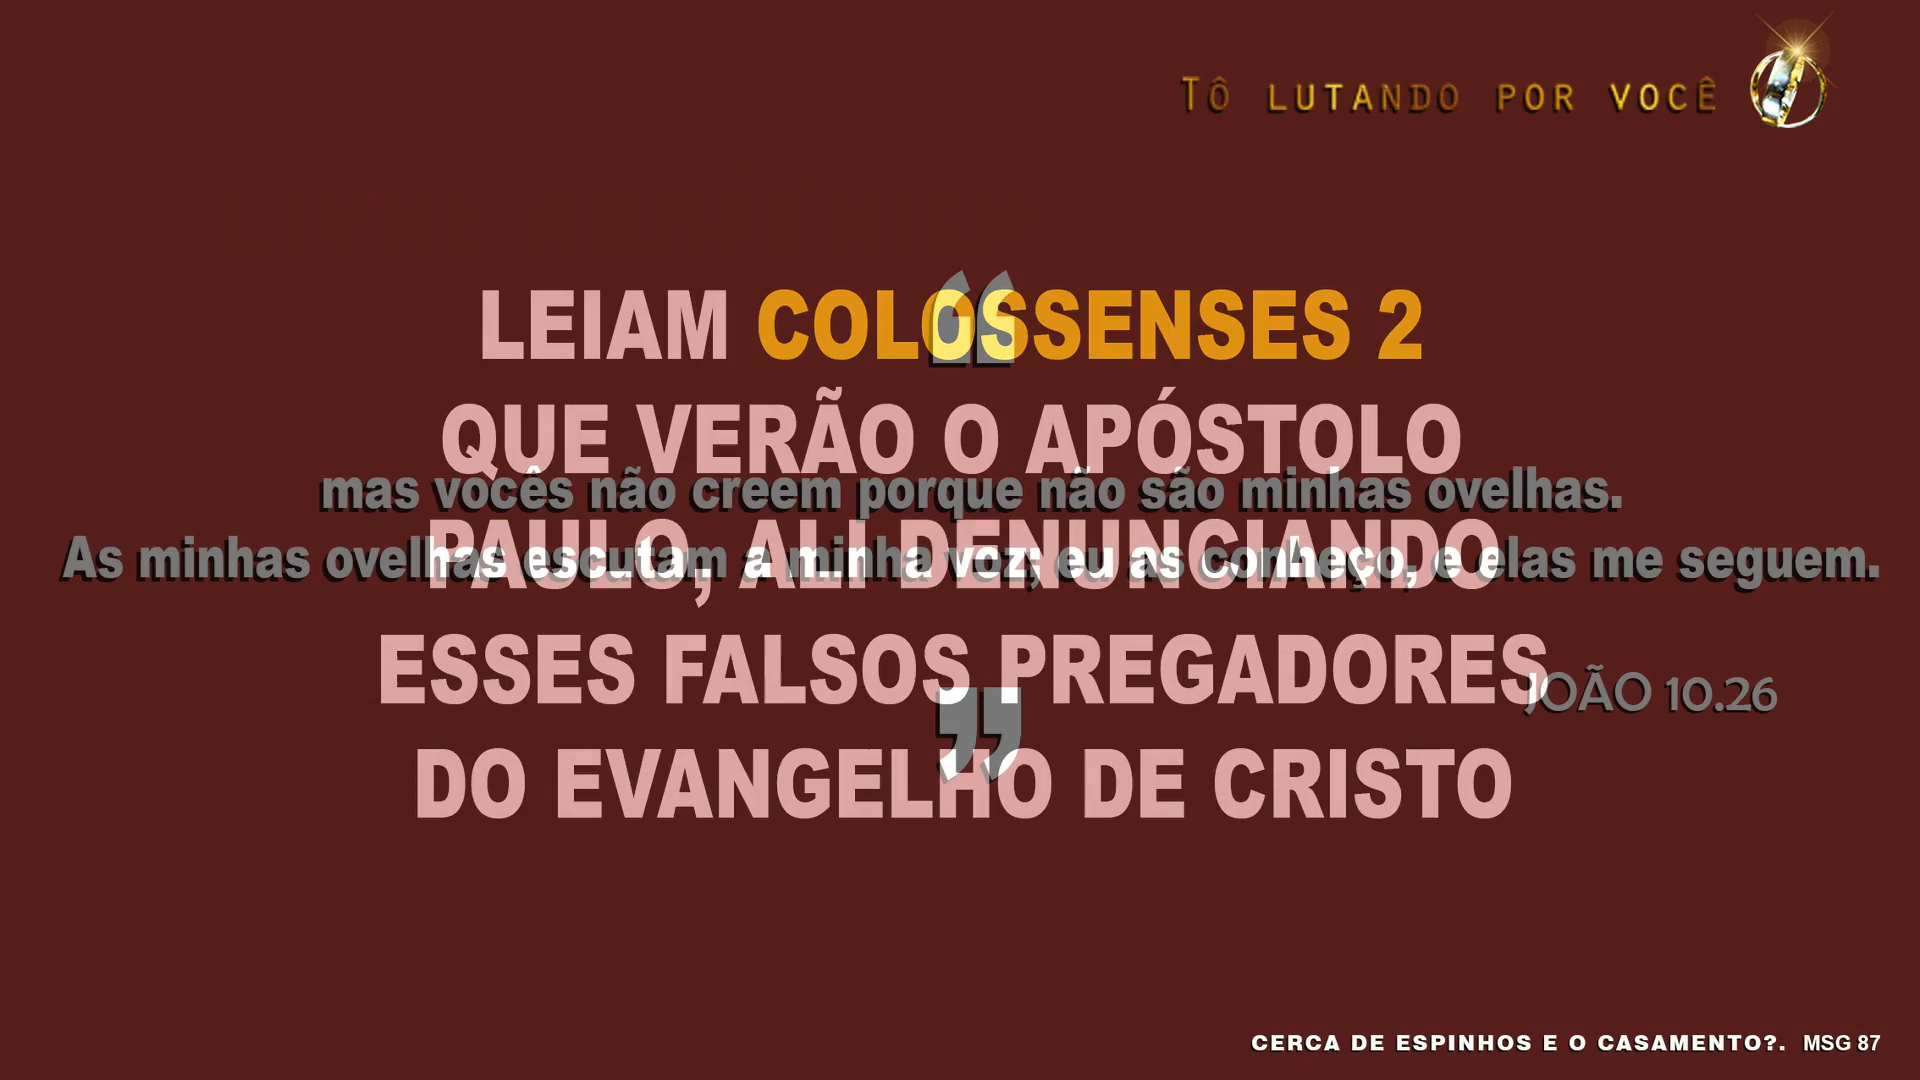 Tô LUTANDO POR VOCÊ
“
LEIAM COLOSSENSES 2
QUE VERÃO O APÓSTOLO
mas vocês não creem porque não são minhas ovelhas.
PAULO, ALI DENUNCIANDO
As minhas ovelhas escutam a minha voz; eu as conheço, e elas me seguem.
ESSES FALSOS PREGADORES
JOÃO 10.26
”
DO EVANGELHO DE CRISTO
CERCA DE ESPINHOS E O CASAMENTO?. MSG 87